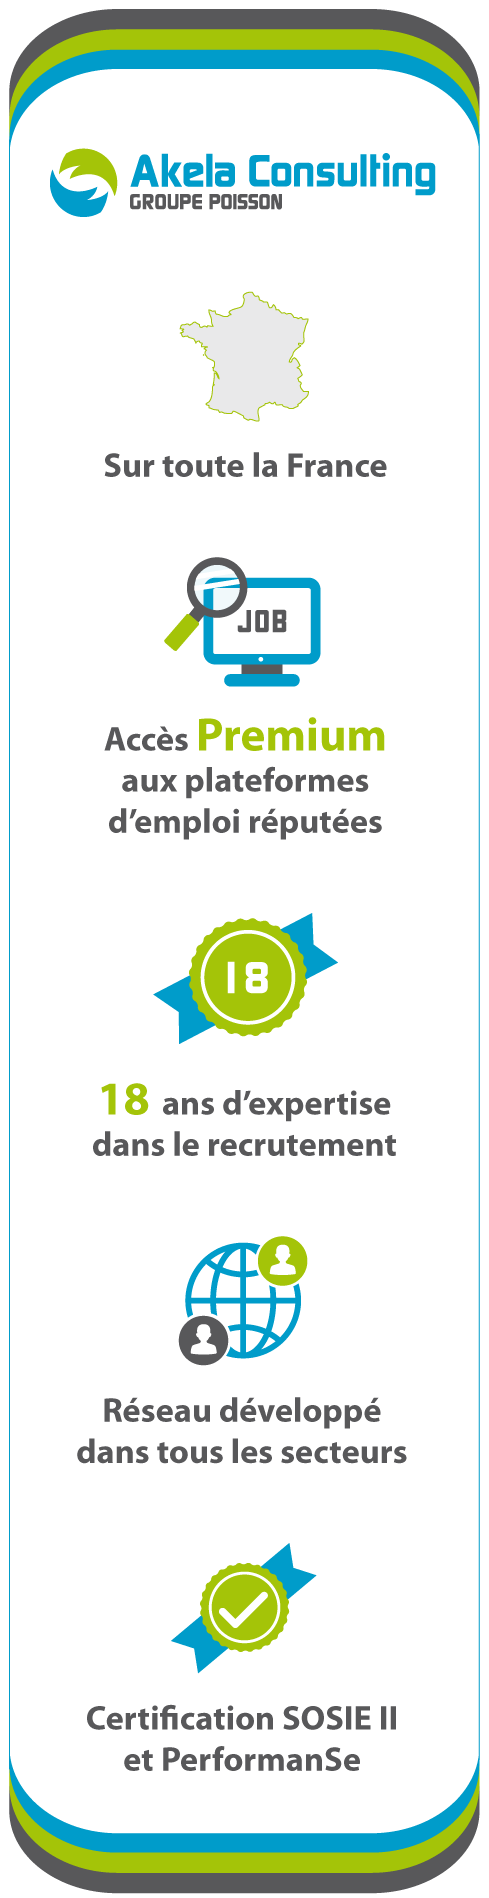 Akela Consulting
GROUPE POISSON
Sur toute la France
JOB
Accès Premium
aux plateformes
d’emploi réputées
18
18 ans d’expertise
dans le recrutement
Réseau développé
dans tous les secteurs
Certification SOSIE II
et PerformanSe